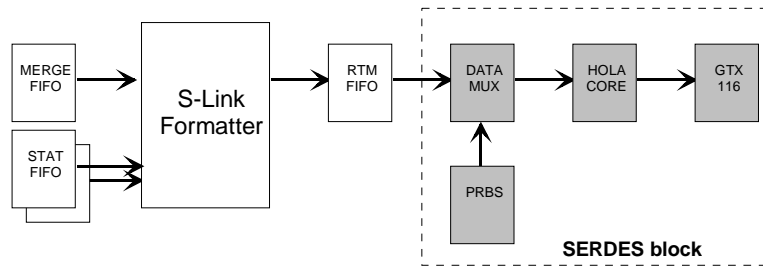 MERGE
FIFO
STAT
FIFO
S-Link
Formatter
RTM
FIFO
DATA
MUX
HOLA
CORE
GTX
116
PRBS
SERDES block